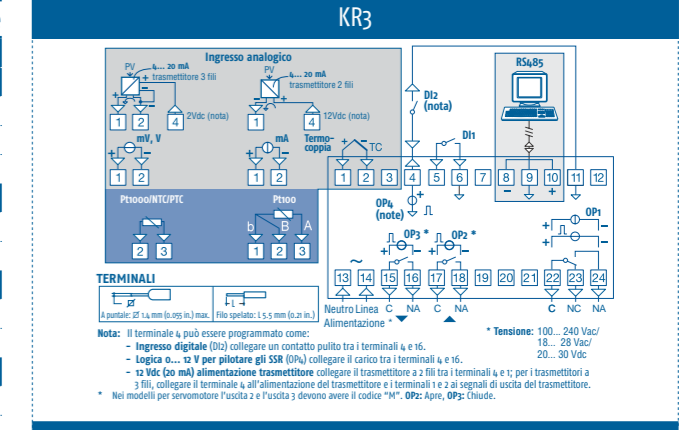 KR3
Ingresso analogico
PV
4... 20 mA
trasmettitore 3 fili
PV
4... 20 mA
trasmettitore 2 fili
1 2 4 2Vdc (nota)
1 4 12Vdc (nota)
mV, V
mA
Termo-
coppia
TC
1 2
1 2
Pt1000/NTC/PTC
Pt100
b B A
2 3
1 2 3
RS485
DI2
(nota)
DI1
1 2 3 4 5 6 7 8 9 10 11 12
OP4
(note)
OP3 *
OP2 *
OP1
13 14 15 16 17 18 19 20 21 22 23 24
Neutro Linea C NA C NA C NC NA
Alimentazione *
* Tensione: 100... 240 Vac/
18... 28 Vac/
20... 30 Vdc
TERMINALI
L
A puntale: Ø 1.4 mm (0.055 in.) max.
Filo spelato: L 5.5 mm (0.21 in.)
Nota: Il terminale 4 può essere programmato come:
- Ingresso digitale (DI2) collegare un contatto pulito tra i terminali 4 e 16.
- Logica 0... 12 V per pilotare gli SSR (OP4) collegare il carico tra i terminali 4 e 16.
- 12 Vdc (20 mA) alimentazione trasmettitore collegare il trasmettitore a 2 fili tra i terminali 4 e 1; per i trasmettitori a
3 fili, collegare il terminale 4 all'alimentazione del trasmettitore e i terminali 1 e 2 ai segnali di uscita del trasmettitore.
* Nei modelli per servomotore l'uscita 2 e l'uscita 3 devono avere il codice "M". OP2: Apre, OP3: Chiude.